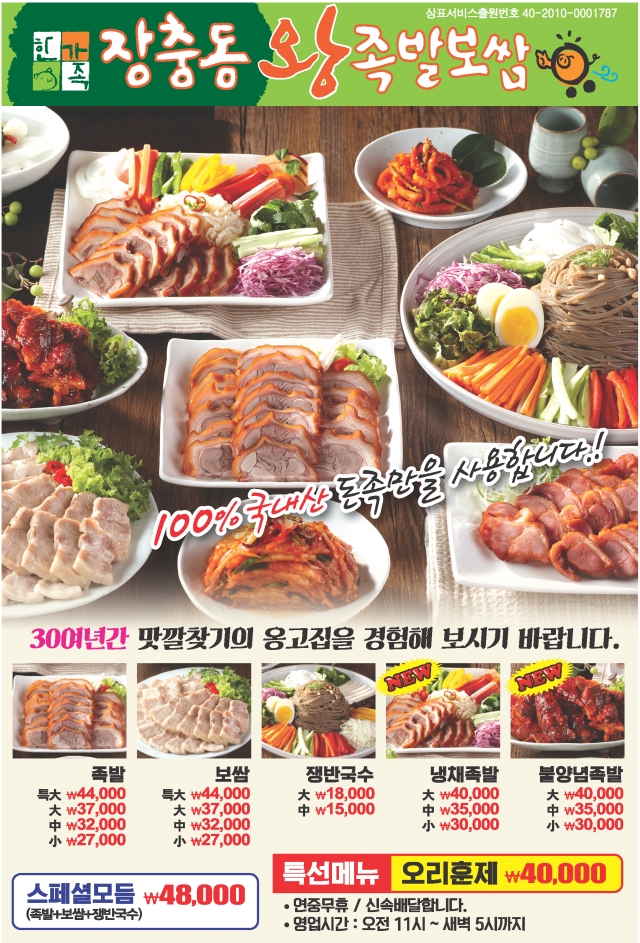 상표서비스출원번호 40-2010-0001787
한가족 장충동 왕족발보쌈
100% 국내산 돈족만을 사용합니다.!
30여년간 맛깔찾기의 옹고집을 경험해 보시기 바랍니다.
NEW
NEW
족발
特大 ₩44,000
大 ₩37,000
中 ₩32,000
小 ₩27,000
보쌈
特大 ₩44,000
大 ₩37,000
中 ₩32,000
小 ₩27,000
쟁반국수
大 ₩18,000
中 ₩15,000
냉채족발
大 ₩40,000
中 ₩35,000
小 ₩30,000
불양념족발
大 ₩40,000
中 ₩35,000
小 ₩30,000
스페셜모듬 ₩48,000
(족발+보쌈+쟁반국수)
특선메뉴 오리훈제 ₩40,000
• 연중무휴 / 신속배달합니다.
• 영업시간 : 오전 11시 ~ 새벽 5시까지